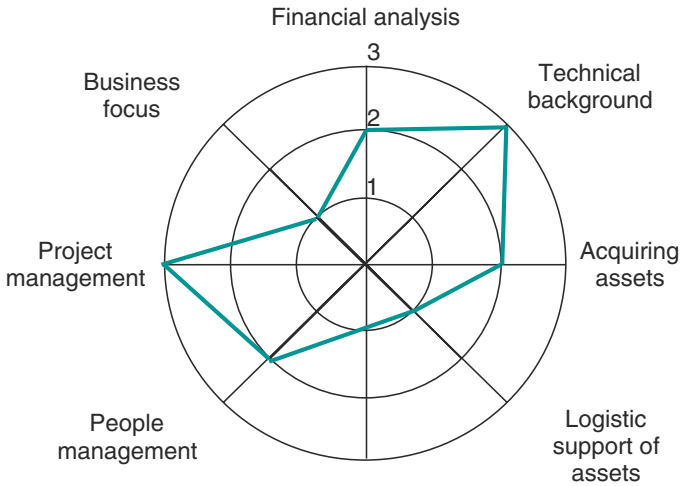 Financial analysis
3
Technical
background
Business
focus
2
1
Project
management
Acquiring
assets
People
management
Logistic
support of
assets